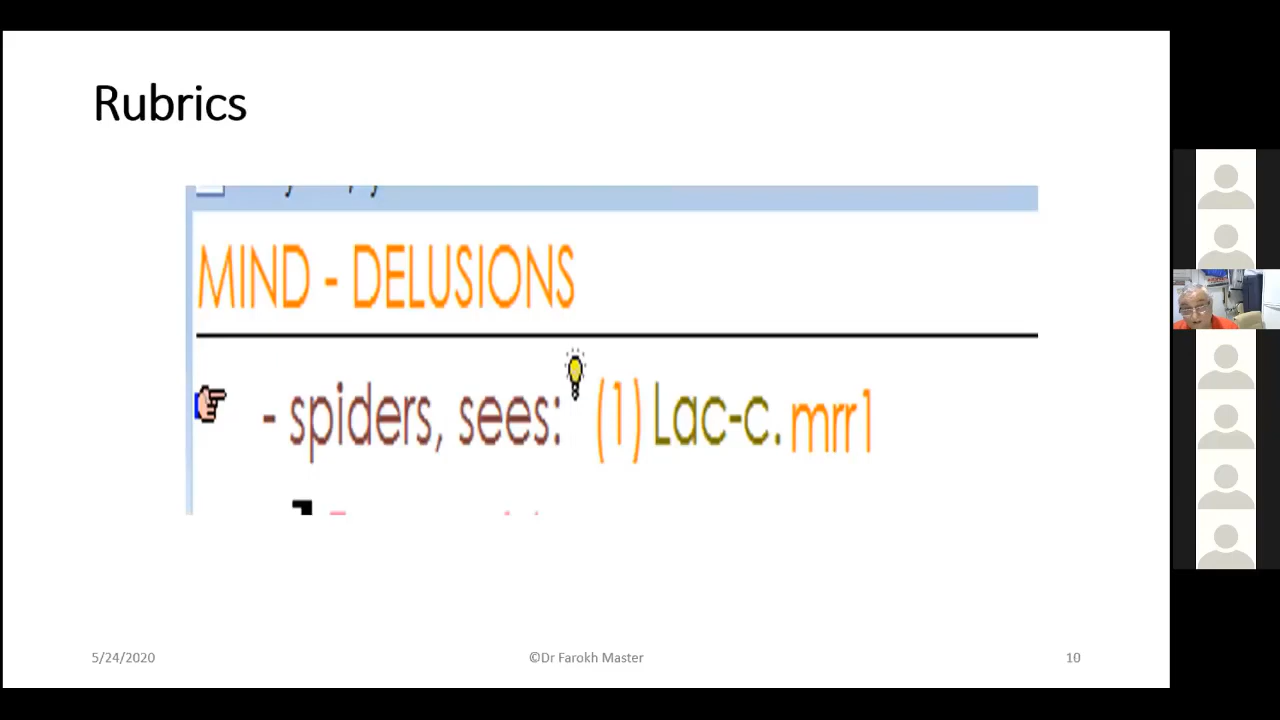 Rubrics
MIND - DELUSIONS
- spiders, sees: (1) Lac-c. mrr1
5/24/2020
©Dr Farokh Master
10